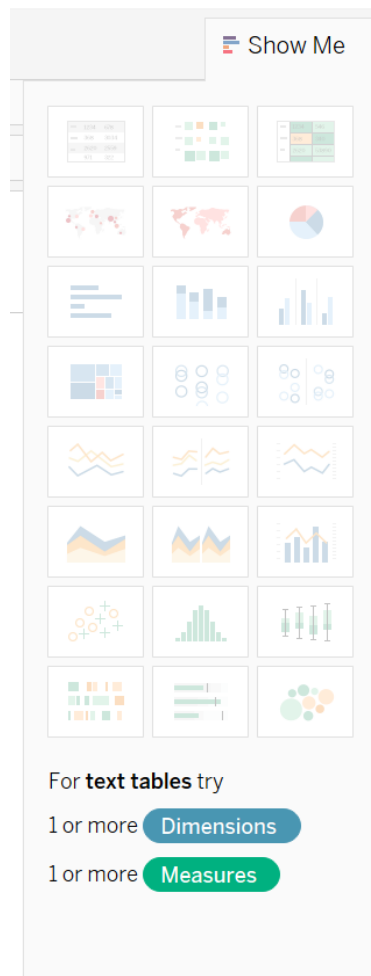 Show Me
For text tables try
1 or more Dimensions
1 or more Measures